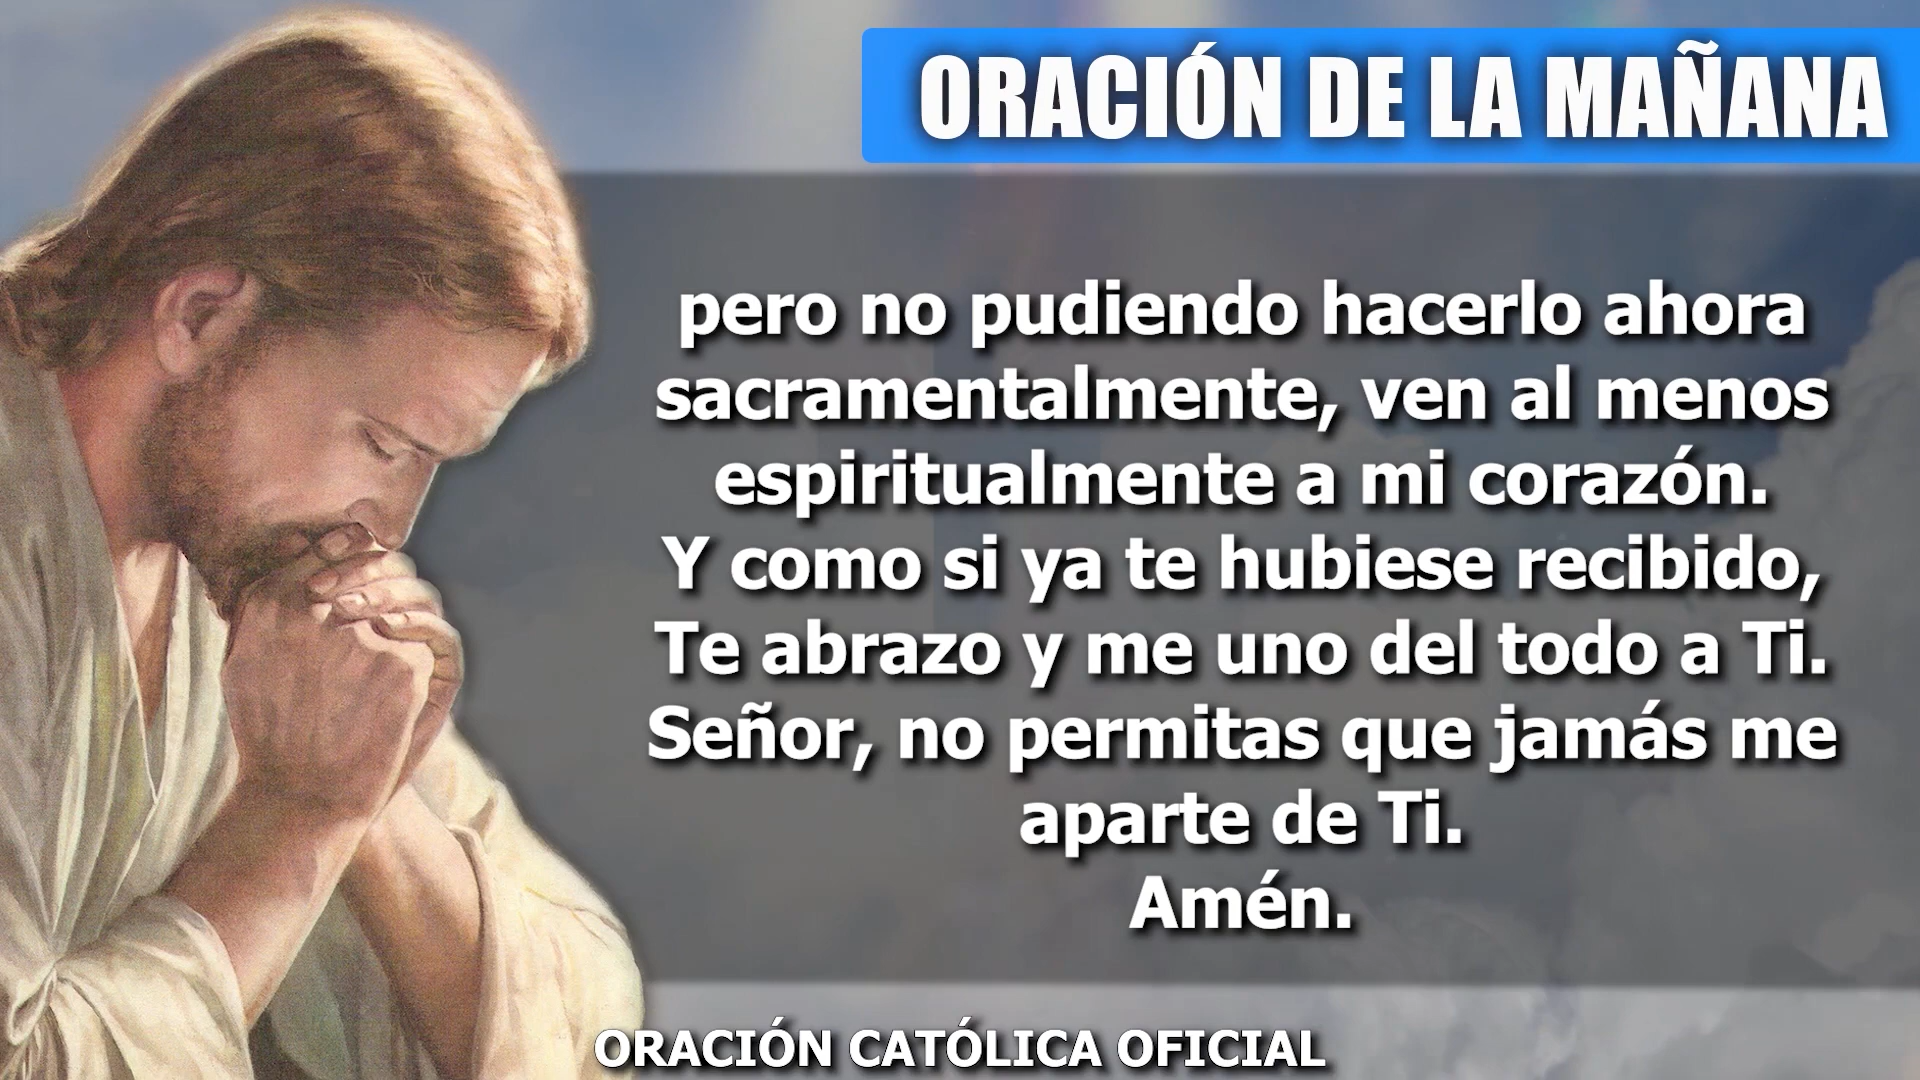 ORACIÓN DE LA MAÑANA
pero no pudiendo hacerlo ahora
sacramentalmente, ven al menos
espiritualmente a mi corazón.
Y como si ya te hubiese recibido,
Te abrazo y me uno del todo a Ti.
Señor, no permitas que jamás me
aparte de Ti.
Amén.
ORACIÓN CATÓLICA OFICIAL